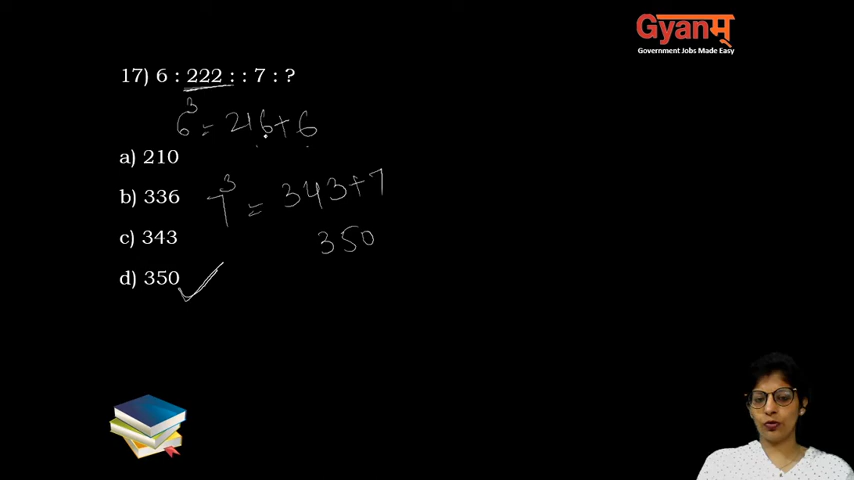 Gyanम्
Government Jobs Made Easy
17) 6 : 222 : : 7 : ?
6³ = 216 + 6
a) 210
7³ = 343 + 7
b) 336
350
c) 343
d) 350